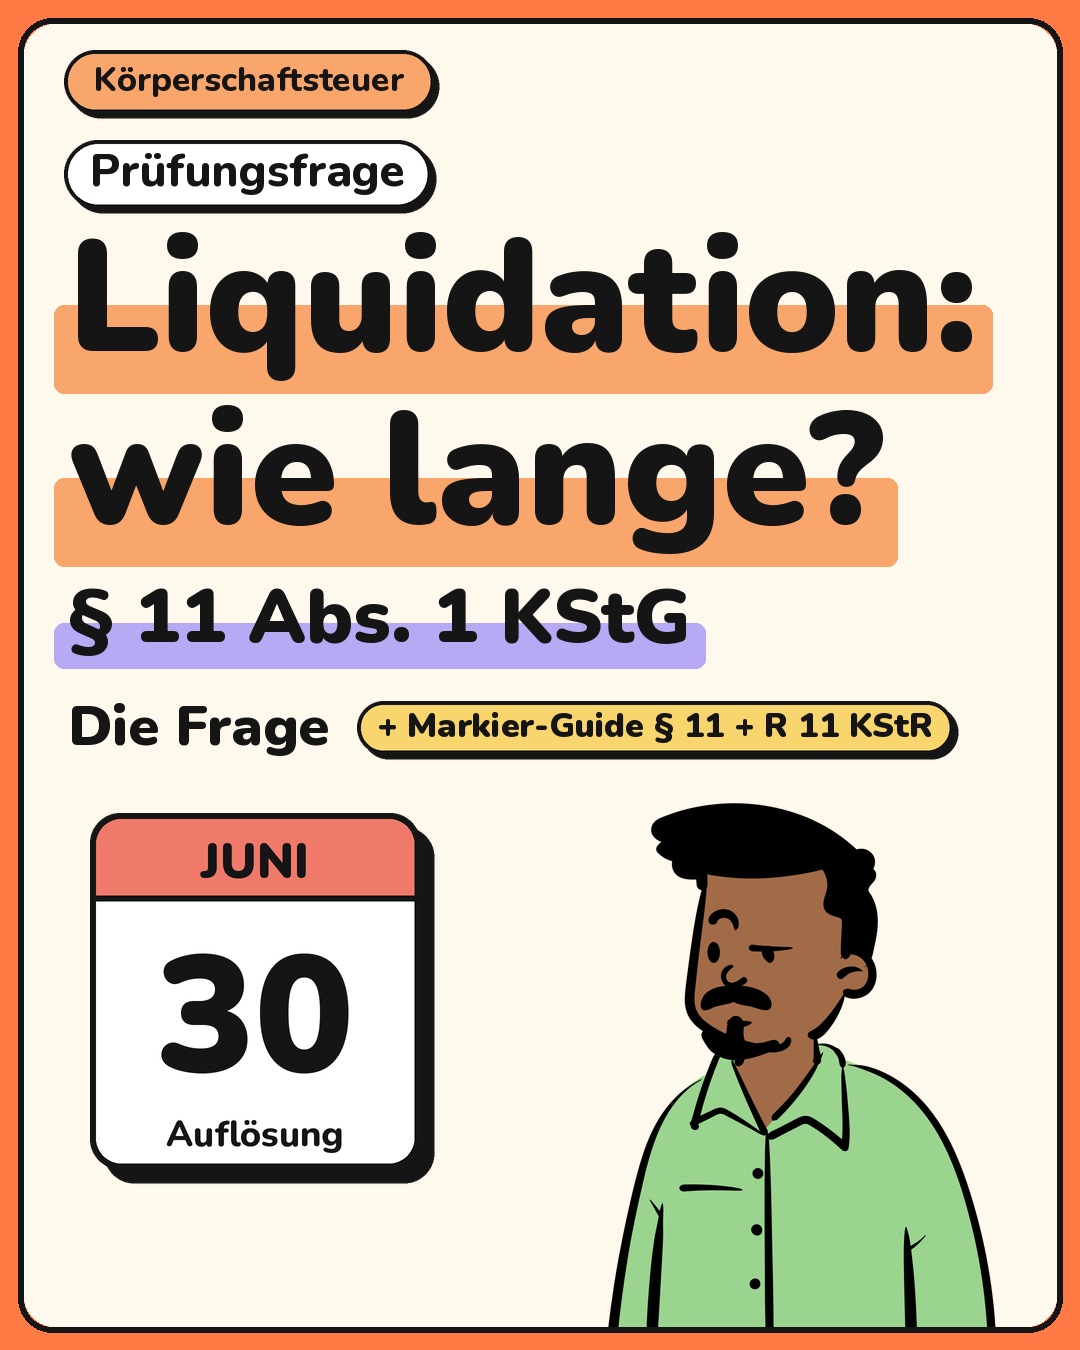 Körperschaftsteuer
Prüfungsfrage
Liquidation:
wie lange?
§ 11 Abs. 1 KStG
Die Frage + Markier-Guide § 11 + R 11 KStR
JUNI
30
Auflösung